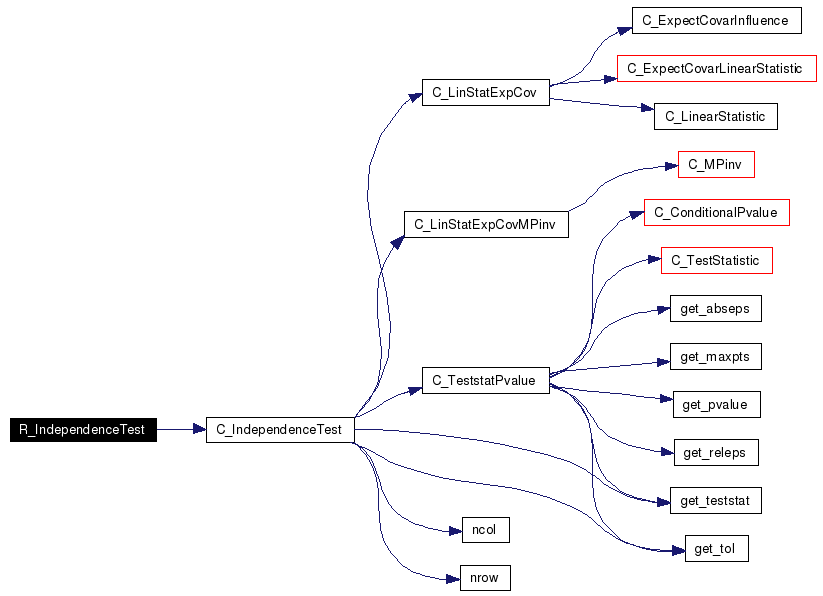 C_ExpectCovarInfluence
C_ExpectCovarLinearStatistic
C_LinStatExpCov
C_LinearStatistic
C_MPinv
C_ConditionalPvalue
C_LinStatExpCovMPinv
C_TestStatistic
get_abseps
get_maxpts
C_TeststatPvalue
get_pvalue
R_IndependenceTest
C_IndependenceTest
get_releps
get_teststat
ncol
get_tol
nrow